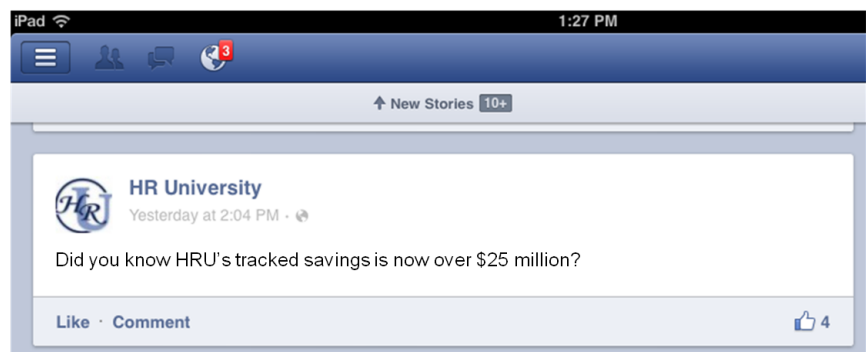 iPad 1:27 PM
3
New Stories 10+
HRU
HR University
Yesterday at 2:04 PM ·
Did you know HRU's tracked savings is now over $25 million?
Like · Comment 4